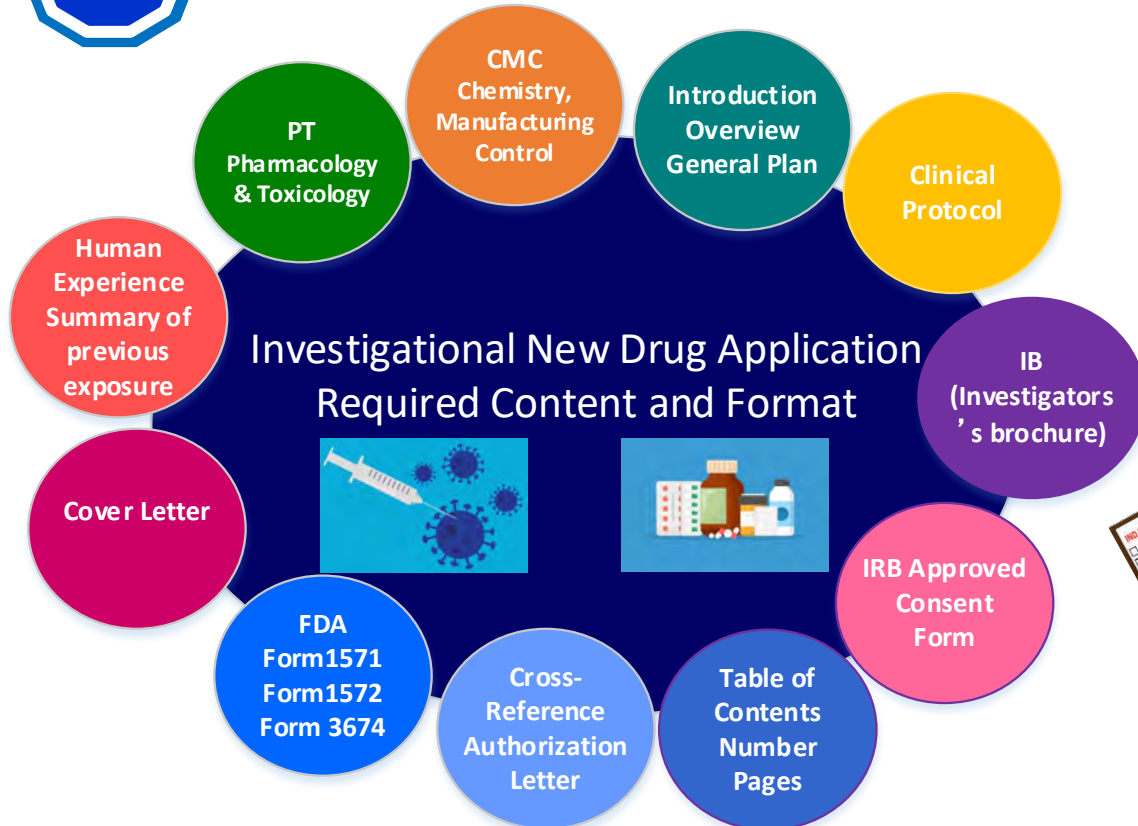 Investigational New Drug Application
Required Content and Format
CMC
Chemistry,
Manufacturing
Control
Introduction
Overview
General Plan
Clinical
Protocol
IB
(Investigators
’s brochure)
IRB Approved
Consent
Form
Table of
Contents
Number
Pages
Cross-
Reference
Authorization
Letter
FDA
Form1571
Form1572
Form 3674
Cover Letter
Human
Experience
Summary of
previous
exposure
PT
Pharmacology
& Toxicology
IND